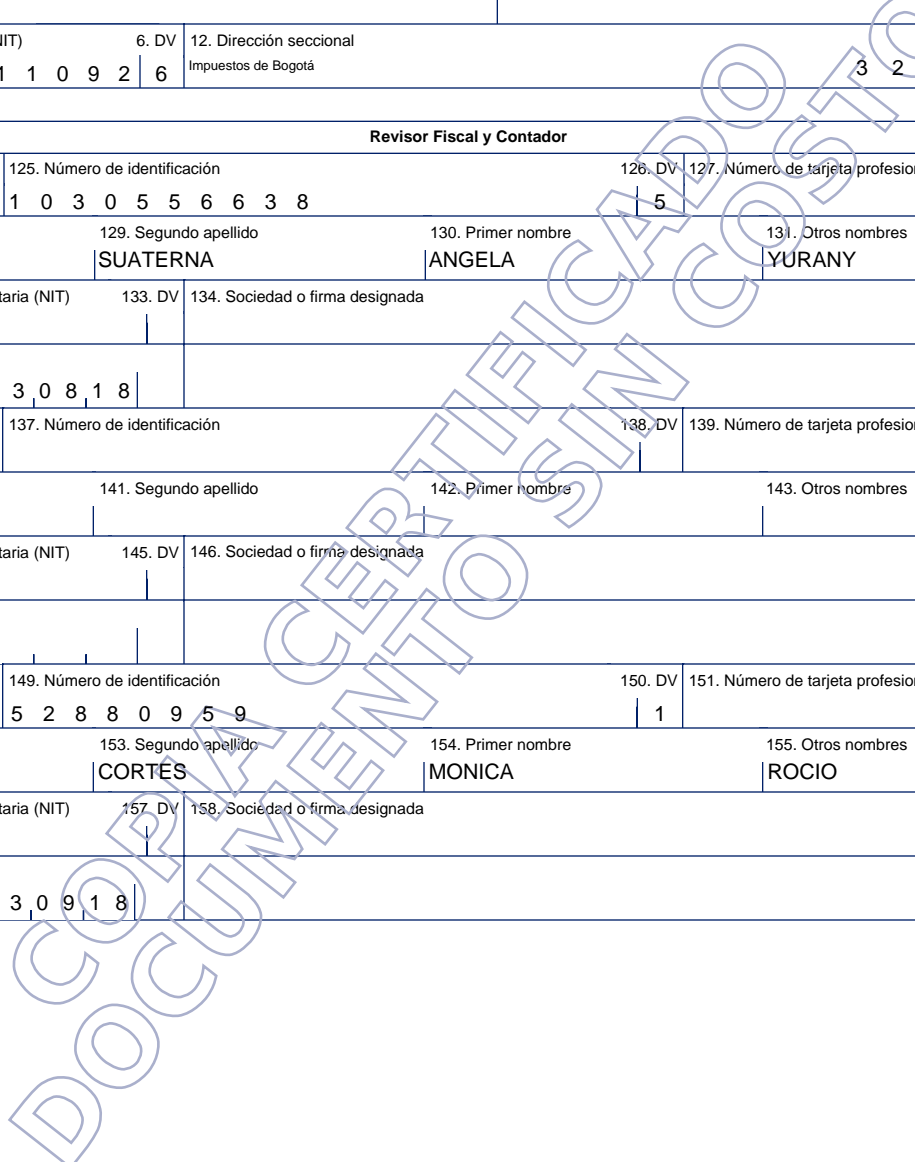 NIT) 6. DV 12. Dirección seccional
1 1 0 9 2 6 Impuestos de Bogotá 3 2
Revisor Fiscal y Contador
125. Número de identificación 126. DV 127. Número de tarjeta profesion
1 0 3 0 5 5 6 6 3 8 5
129. Segundo apellido 130. Primer nombre 131. Otros nombres
SUATERNA ANGELA YURANY
taria (NIT) 133. DV 134. Sociedad o firma designada
3 0 8 1 8
137. Número de identificación 138. DV 139. Número de tarjeta profesion
141. Segundo apellido 142. Primer nombre 143. Otros nombres
taria (NIT) 145. DV 146. Sociedad o firma designada
149. Número de identificación 150. DV 151. Número de tarjeta profesion
5 2 8 8 0 9 5 9 1
153. Segundo apellido 154. Primer nombre 155. Otros nombres
CORTES MONICA ROCIO
taria (NIT) 157. DV 158. Sociedad o firma designada
3 0 9 1 8
COPIA CERTIFICADO
DOCUMENTO SIN COSTO